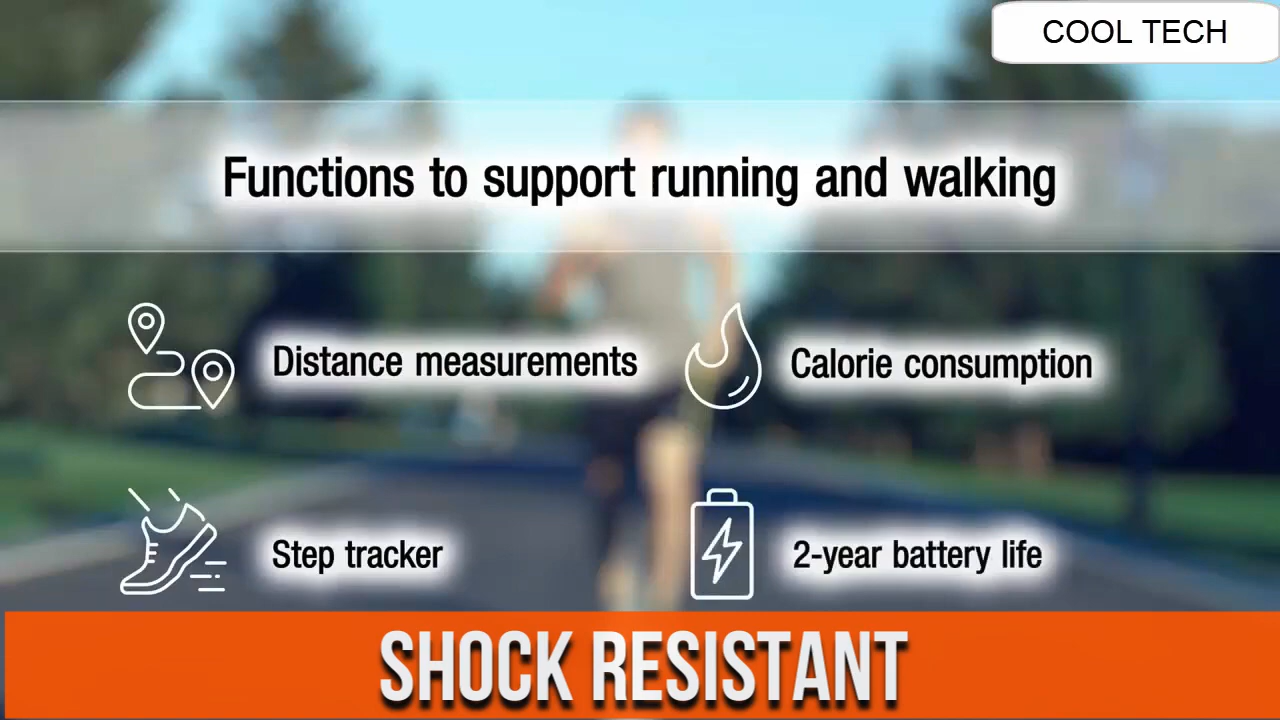 COOL TECH
Functions to support running and walking
Distance measurements
Calorie consumption
Step tracker
2-year battery life
SHOCK RESISTANT